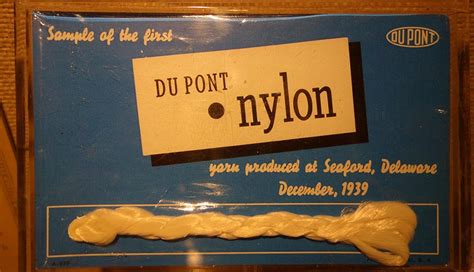 Sample of the first
DU PONT
DU PONT
nylon
yarn produced at Seaford, Delaware
December, 1939